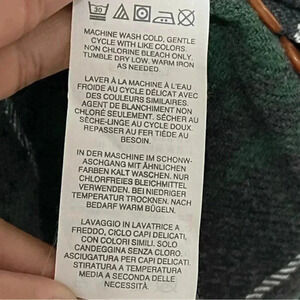 30
MACHINE WASH COLD, GENTLE
CYCLE WITH LIKE COLORS.
NON CHLORINE BLEACH ONLY.
TUMBLE DRY LOW, WARM IRON
AS NEEDED.
LAVER À LA MACHINE À L'EAU
FROIDE AU CYCLE DÉLICAT AVEC
DES COULEURS SIMILAIRES.
AGENT DE BLANCHIMENT NON
CHLORÉ SEULEMENT. SÉCHER AU
SÈCHE-LINGE AU CYCLE DOUX.
REPASSER AU FER TIÈDE AU
BESOIN.
IN DER MASCHINE IM SCHONW-
ASCHGANG MIT ÄHNLICHEN
FARBEN KALT WASCHEN. NUR
CHLORFREIES BLEICHMITTEL
VERWENDEN. BEI NIEDRIGER
TEMPERATUR TROCKNEN. NACH
BEDARF WARM BÜGELN.
LAVAGGIO IN LAVATRICE A
FREDDO, CICLO CAPI DELICATI,
CON COLORI SIMILI. SOLO
CANDEGGINA SENZA CLORO.
ASCIUGATURA PER CAPI DELICATI.
STIRATURA A TEMPERATURA
MEDIA A SECONDA DELLE
NECESSITÀ.